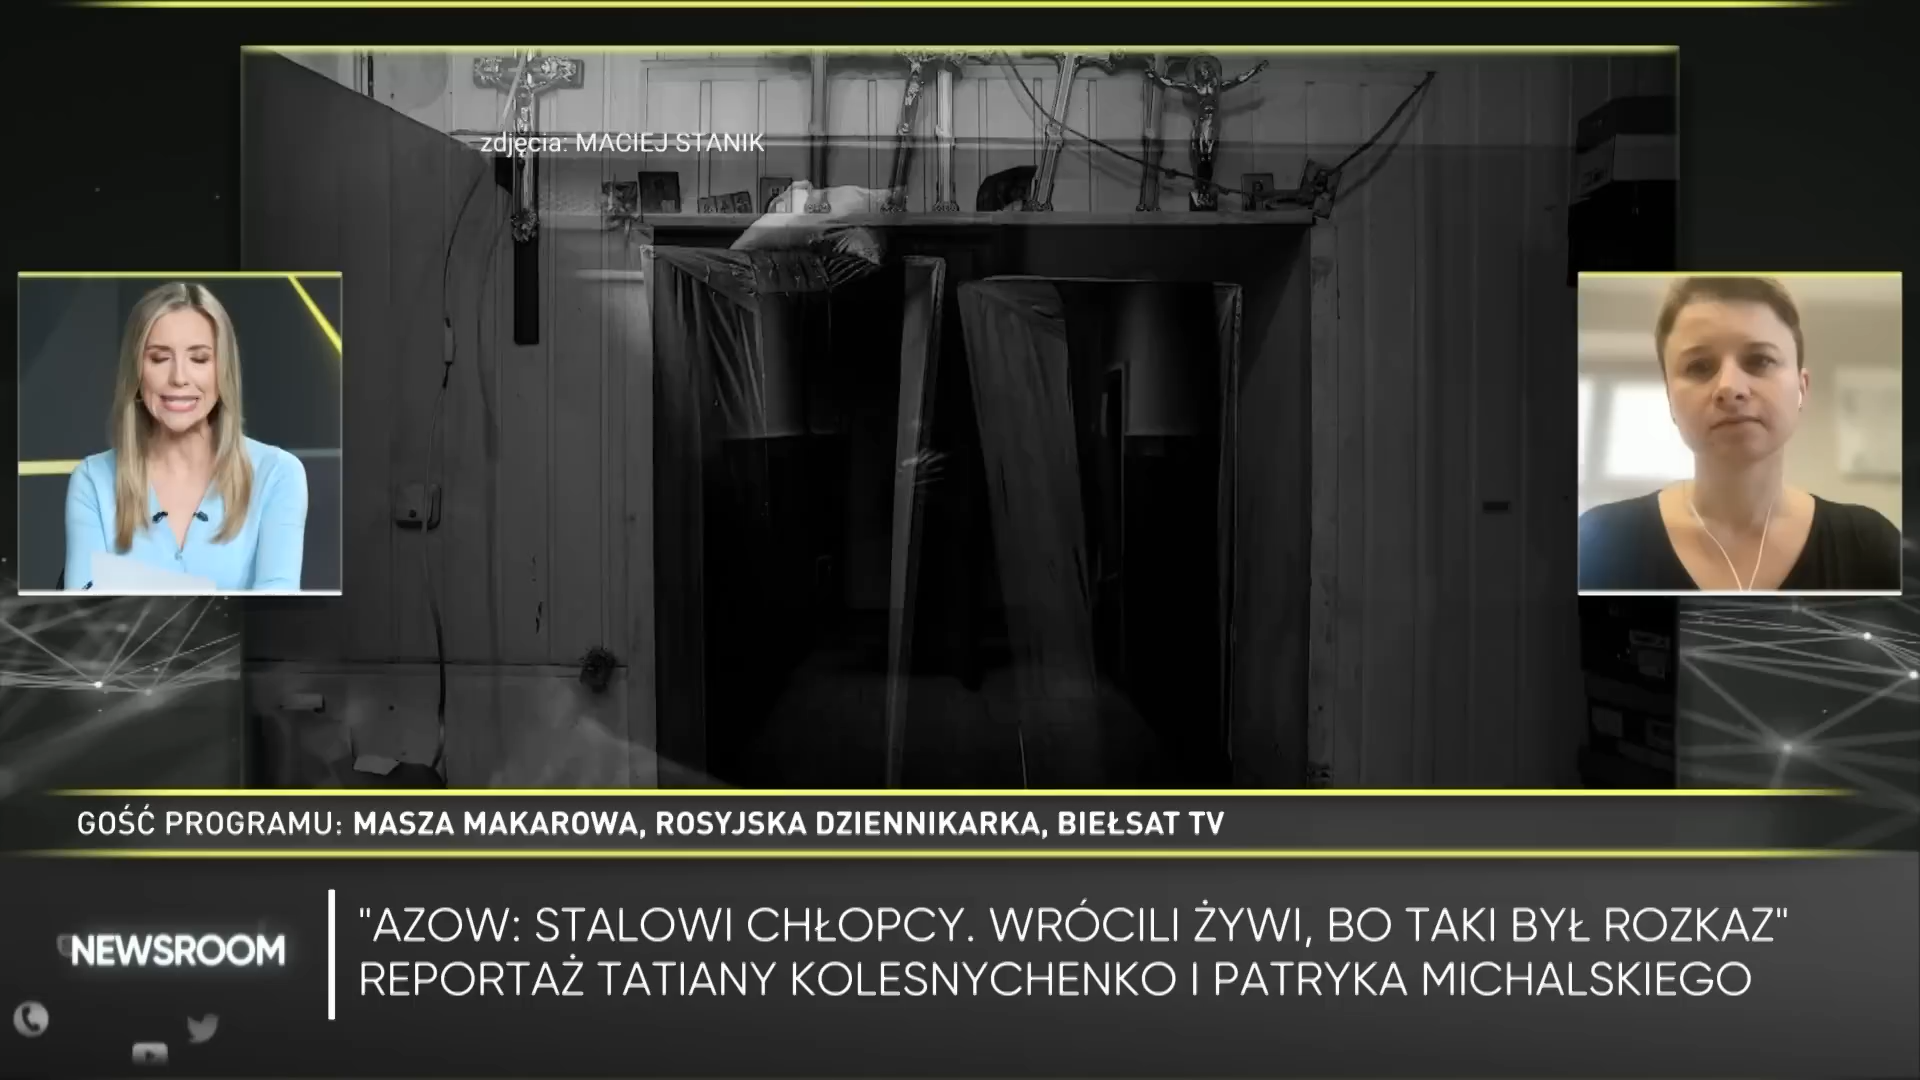 zdjęcia: MACIEJ STANIK
GOŚĆ PROGRAMU: MASZA MAKAROWA, ROSYJSKA DZIENNIKARKA, BIEŁSAT TV
NEWSROOM
"AZOW: STALOWI CHŁOPCY. WRÓCILI ŻYWI, BO TAKI BYŁ ROZKAZ"
REPORTAŻ TATIANY KOLESNYCHENKO I PATRYKA MICHALSKIEGO